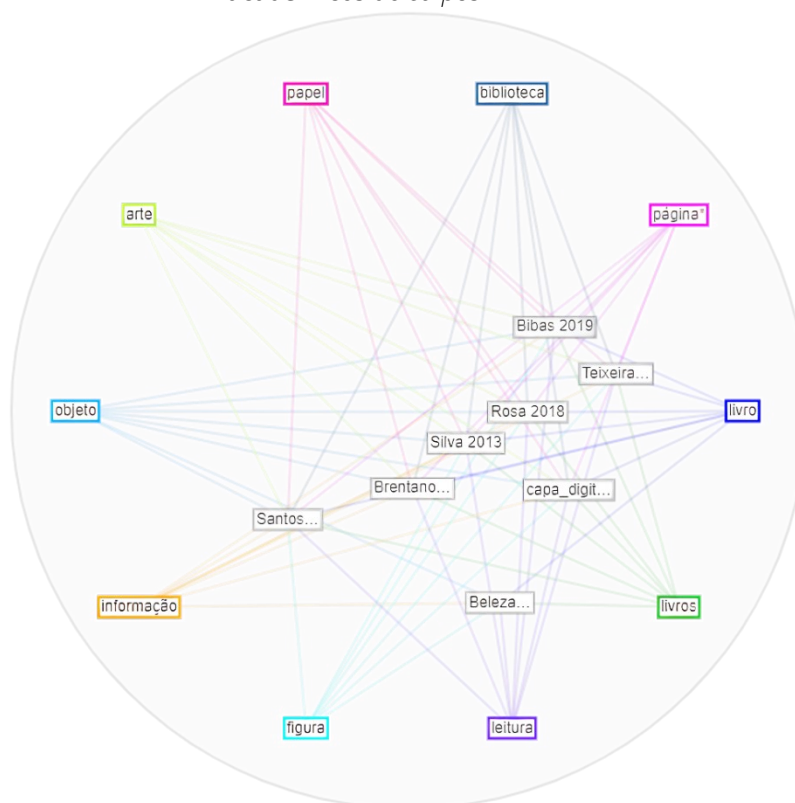 papel
biblioteca
arte
página*
Bibas 2019
Teixeira...
objeto
Rosa 2018
livro
Silva 2013
Brentano...
capa_digit...
Santos...
informação
Beleza...
livros
figura
leitura